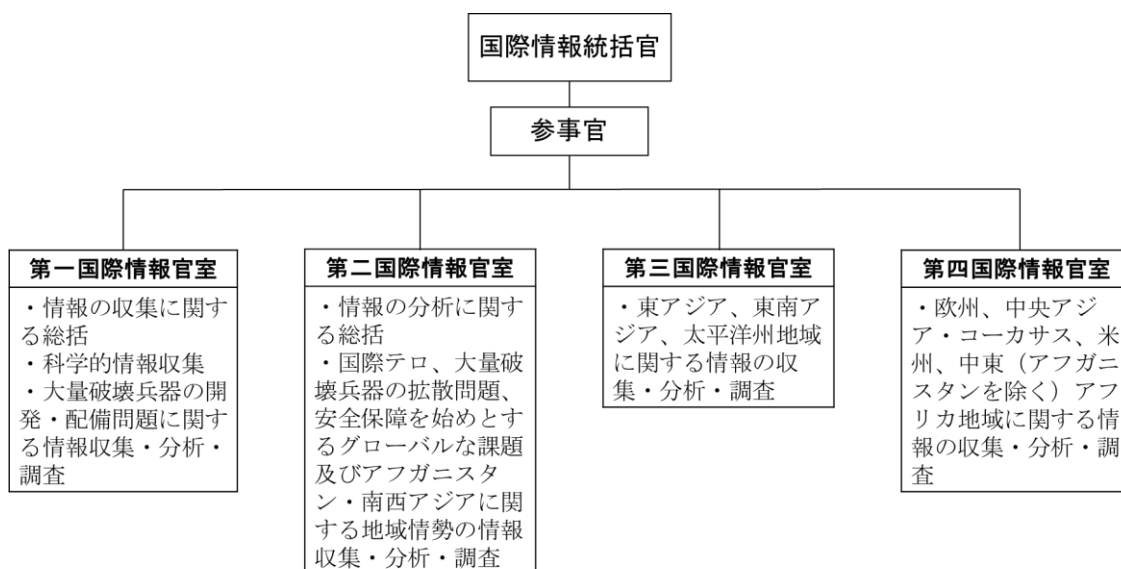 国際情報統括官
参事官
第一国際情報官室
・情報の収集に関す
る総括
・科学的情報収集
・大量破壊兵器の開
発・配備問題に関す
る情報収集・分析・
調査
第二国際情報官室
・情報の分析に関す
る総括
・国際テロ、大量破
壊兵器の拡散問題、
安全保障を始めとす
るグローバルな課題
及びアフガニスタ
ン・南西アジアに関
する地域情勢の情報
収集・分析・調査
第三国際情報官室
・東アジア、東南ア
ジア、太平洋州地域
に関する情報の収
集・分析・調査
第四国際情報官室
・欧州、中央アジ
ア・コーカサス、米
州、中東（アフガニ
スタンを除く）アフ
リカ地域に関する情
報の収集・分析・調
査